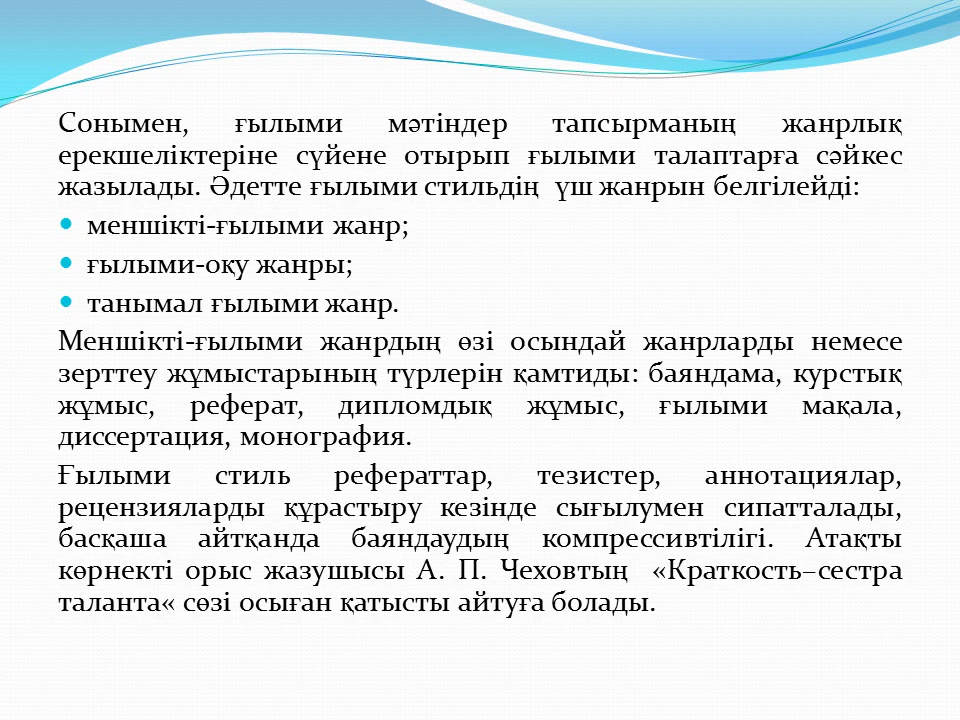 Сонымен, ғылыми мәтіндер тапсырманың жанрлық
ерекшеліктеріне сүйене отырып ғылыми талаптарға сәйкес
жазылады. Әдетте ғылыми стильдің үш жанрын белгілейді:
• меншікті-ғылыми жанр;
• ғылыми-оқу жанры;
• танымал ғылыми жанр.
Меншікті-ғылыми жанрдың өзі осындай жанрларды немесе
зерттеу жұмыстарының түрлерін қамтиды: баяндама, курстық
жұмыс, реферат, дипломдық жұмыс, ғылыми мақала,
диссертация, монография.
Ғылыми стиль рефераттар, тезистер, аннотациялар,
рецензияларды құрастыру кезінде сығылумен сипатталады,
басқаша айтқанда баяндаудың компрессивтілігі. Атақты
көрнекті орыс жазушысы А. П. Чеховтың «Краткость–сестра
таланта« сөзі осыған қатысты айтуға болады.